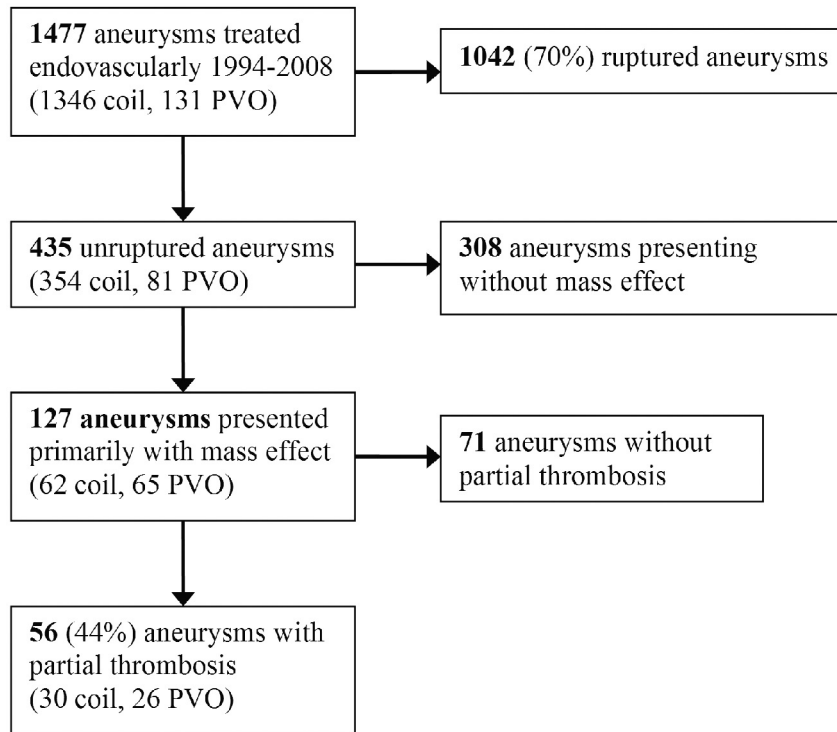 1477 aneurysms treated
endovascularly 1994-2008
(1346 coil, 131 PVO)
1042 (70%) ruptured aneurysms
435 unruptured aneurysms
(354 coil, 81 PVO)
308 aneurysms presenting
without mass effect
127 aneurysms presented
primarily with mass effect
(62 coil, 65 PVO)
71 aneurysms without
partial thrombosis
56 (44%) aneurysms with
partial thrombosis
(30 coil, 26 PVO)